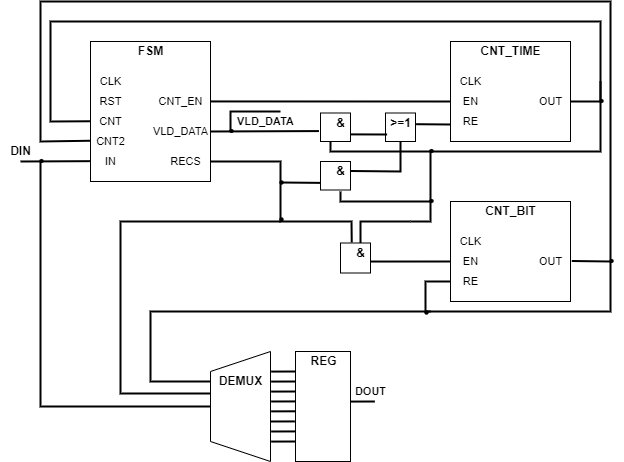 FSM
CLK
RST
CNT_EN
CNT
VLD_DATA
CNT2
IN
RECS
DIN
VLD_DATA
&
>=1
&
&
CNT_TIME
CLK
EN
OUT
RE
CNT_BIT
CLK
EN
OUT
RE
DEMUX
REG
DOUT